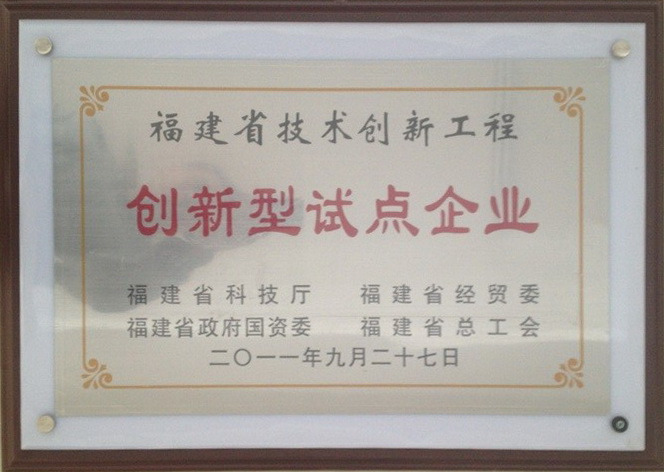 福建省技术创新工程
创新型试点企业
福建省科技厅 福建省经贸委
福建省政府国资委 福建省总工会
二〇一一年九月二十七日